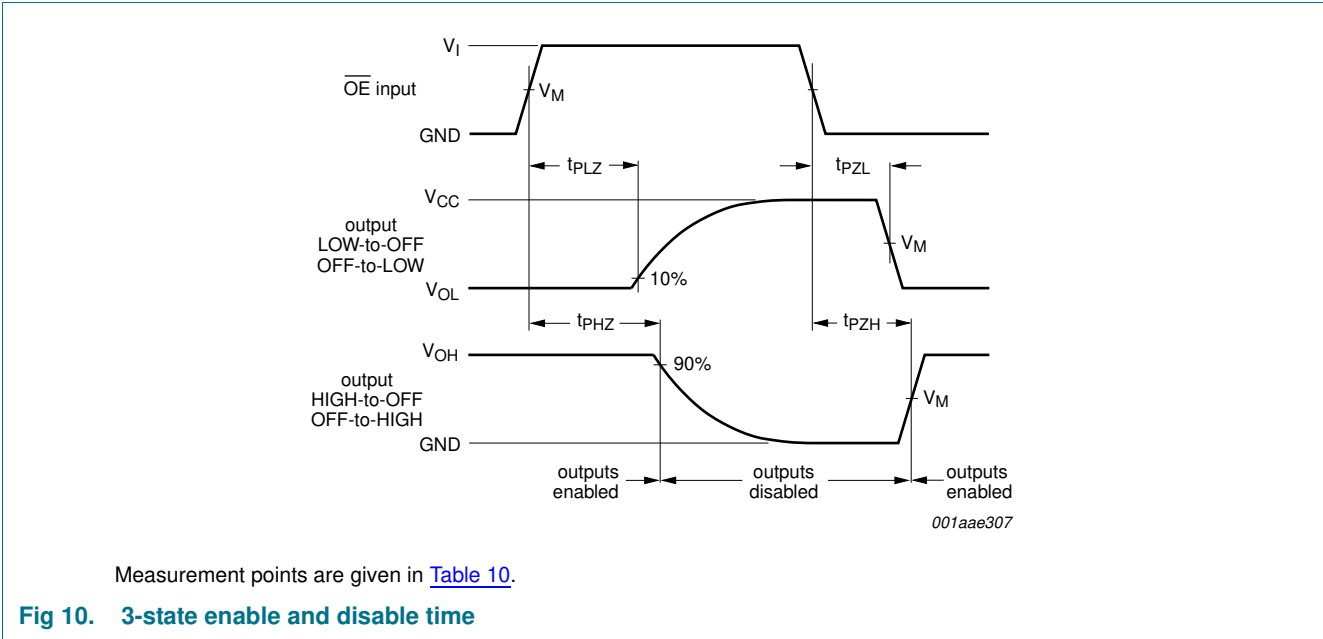 V_I
OE input
V_M
GND
t_PLZ
t_PZL
V_CC
output
LOW-to-OFF
OFF-to-LOW
V_M
10%
V_OL
t_PHZ
t_PZH
V_OH
90%
output
HIGH-to-OFF
OFF-to-HIGH
V_M
GND
outputs
enabled
outputs
disabled
outputs
enabled
001aae307
Measurement points are given in Table 10.
Fig 10. 3-state enable and disable time